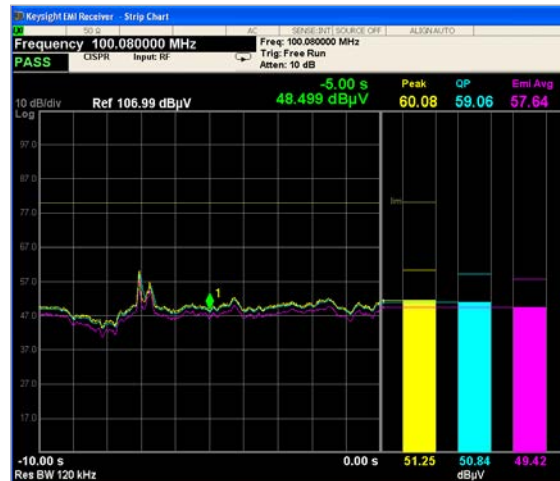 Keysight EMI Receiver - Strip Chart
50 Ω AC SENSE:INT SOURCE OFF ALIGN AUTO
Frequency 100.080000 MHz
Freq: 100.080000 MHz
PASS CISPR Input: RF Trig: Free Run
Atten: 10 dB
-5.00 s
48.499 dBµV
10 dB/div Ref 106.99 dBµV
Log
Peak QP Emi Avg
60.08 59.06 57.64
97.0
87.0
77.0
67.0
57.0
47.0
37.0
27.0
17.0
1
-10.00 s 0.00 s
51.25 50.84 49.42
Res BW 120 kHz dBµV